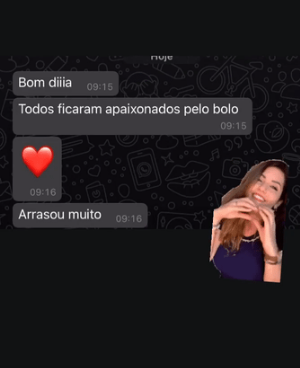 Hoje
Bom diiia 09:15
Todos ficaram apaixonados pelo bolo
09:15
❤️
09:16
Arrasou muito 09:16